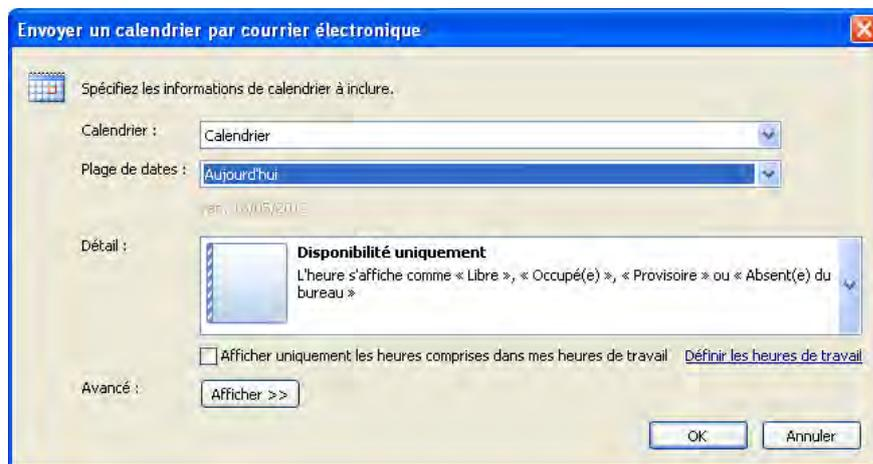 Envoyer un calendrier par courrier électronique
Spécifiez les informations de calendrier à inclure.
Calendrier :
Calendrier
Plage de dates :
Aujourd'hui
Détail :
Disponibilité uniquement
L'heure s'affiche comme « Libre », « Occupé(e) », « Provisoire » ou « Absent(e) du
bureau »
Afficher uniquement les heures comprises dans mes heures de travail Définir les heures de travail
Avancé :
Afficher >>
OK Annuler